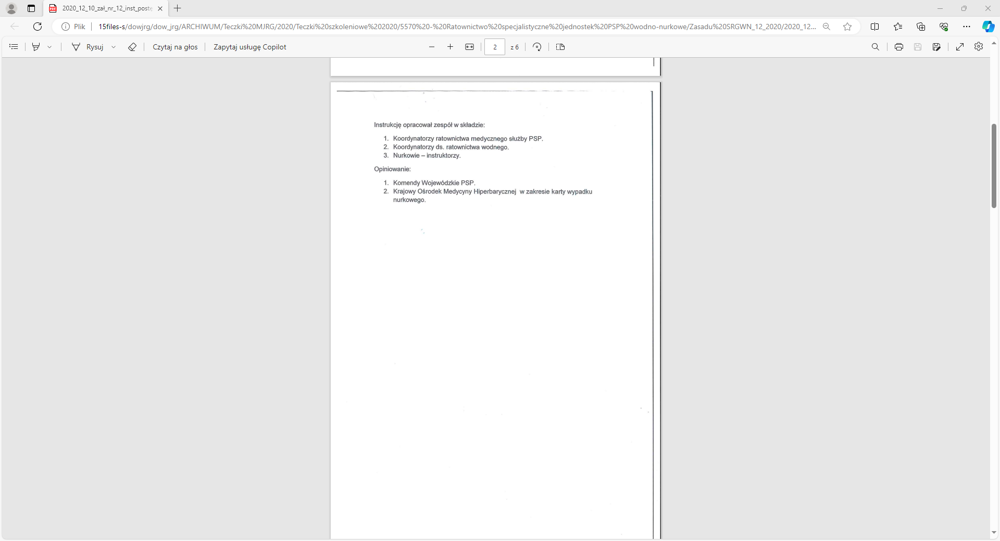 2020_12_10_zał_nr_12_inst_poste
Plik
15files-s/dowjrg/dow_jrg/ARCHIWUM/Teczki%20MJRG/2020/Teczki%20szkoleniowe%202020/5570%20-%20Ratownictwo%20specjalistyczne%20jednostek%20PSP%20wodno-nurkowe/Zasadu%20SRGWN_12_2020/2020_12...
Rysuj
Czytaj na głos
Zapytaj usługę Copilot
2 z 6
Instrukcję opracował zespół w składzie:
1. Koordynatorzy ratownictwa medycznego służby PSP.
2. Koordynatorzy ds. ratownictwa wodnego.
3. Nurkowie – instruktorzy.
Opiniowanie:
1. Komendy Wojewódzkie PSP.
2. Krajowy Ośrodek Medycyny Hiperbarycznej w zakresie karty wypadku
nurkowego.